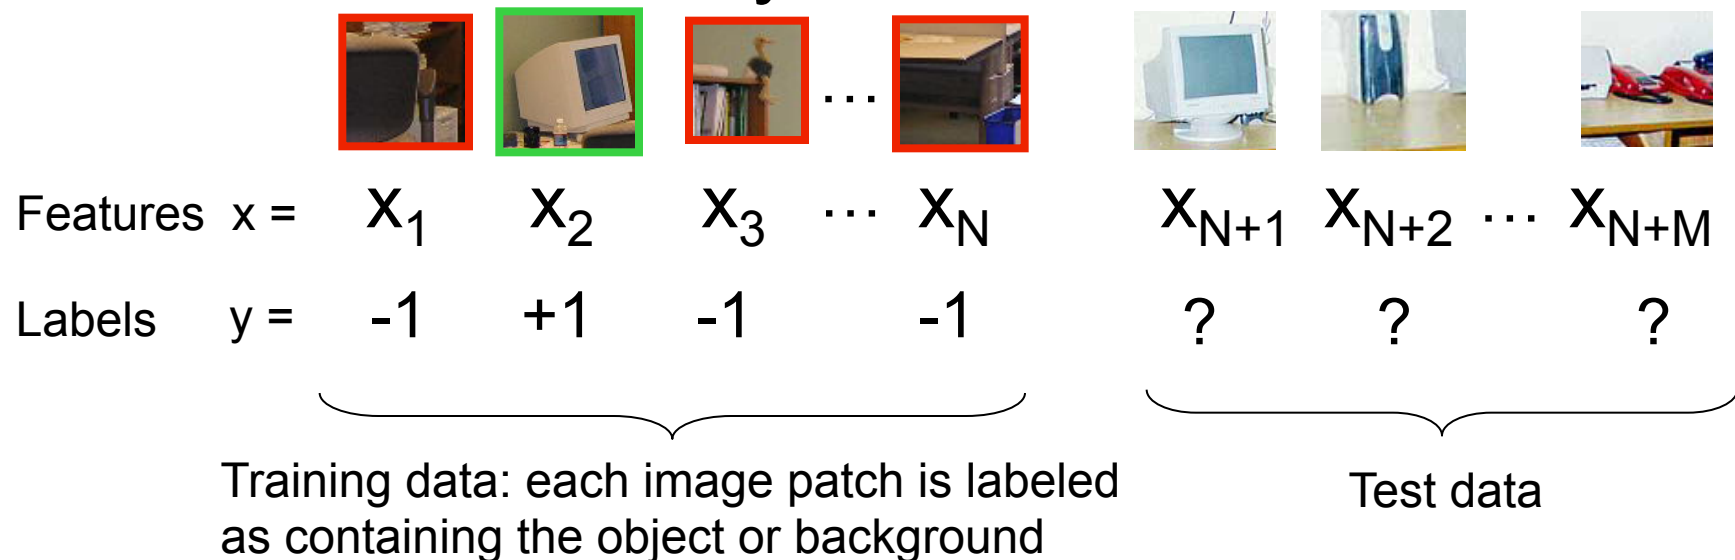 ...
Features x = x1 x2 x3 ... xN xN+1 xN+2 ... xN+M
Labels y = -1 +1 -1 -1 ? ? ?
Training data: each image patch is labeled
as containing the object or background
Test data